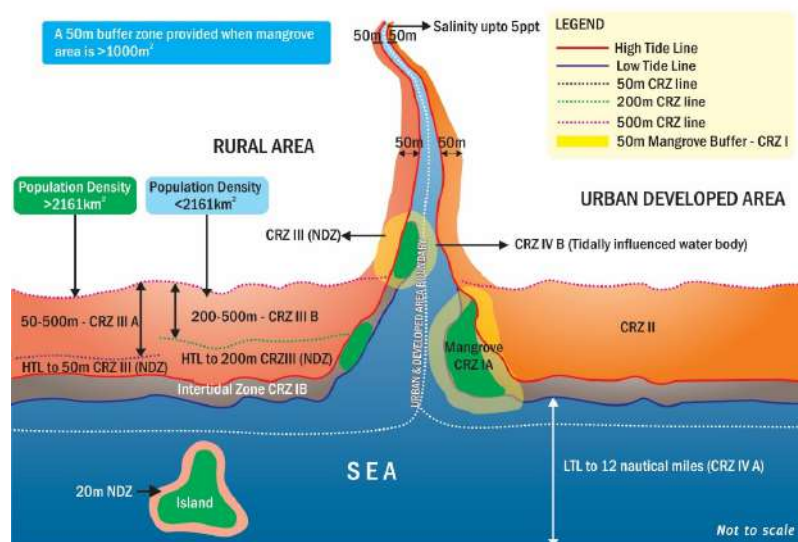 A 50m buffer zone provided when mangrove
area is >1000m²
50m 50m
Salinity upto 5ppt
LEGEND
High Tide Line
Low Tide Line
50m CRZ line
200m CRZ line
500m CRZ line
50m Mangrove Buffer - CRZ I
RURAL AREA
50m
50m
URBAN DEVELOPED AREA
Population Density
>2161km²
Population Density
<2161km²
CRZ III (NDZ)
CRZ IV B (Tidally influenced water body)
50-500m - CRZ III A
200-500m - CRZ III B
CRZ II
HTL to 50m CRZ III (NDZ)
HTL to 200m CRZIII (NDZ)
Intertidal Zone CRZ IB
URBAN & DEVELOPED AREA BOUNDARY
Mangrove
CRZ IA
SEA
LTL to 12 nautical miles (CRZ IV A)
20m NDZ
Island
Not to scale